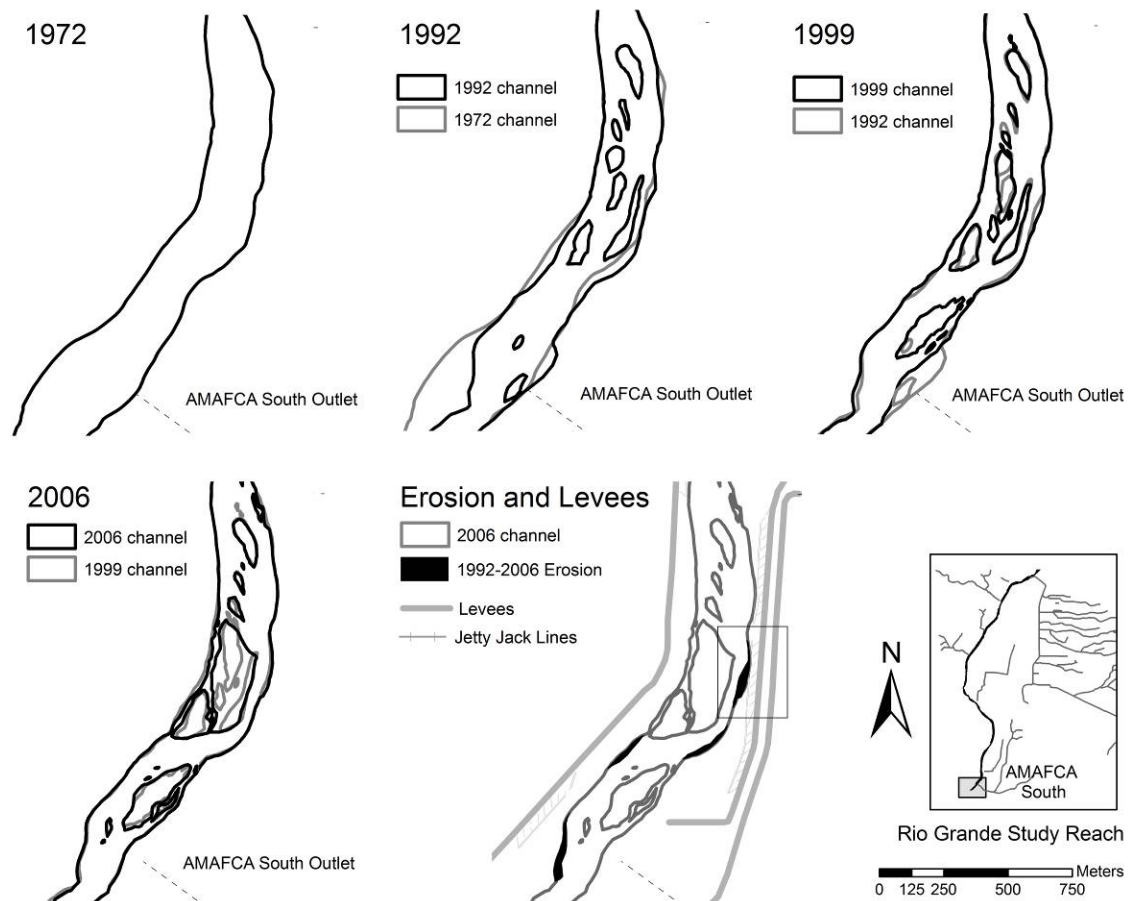 1972
AMAFCA South Outlet
1992
1992 channel
1972 channel
AMAFCA South Outlet
1999
1999 channel
1992 channel
AMAFCA South Outlet
2006
2006 channel
1999 channel
AMAFCA South Outlet
Erosion and Levees
2006 channel
1992-2006 Erosion
Levees
Jetty Jack Lines
N
AMAFCA
South
Rio Grande Study Reach
Meters
0 125 250 500 750